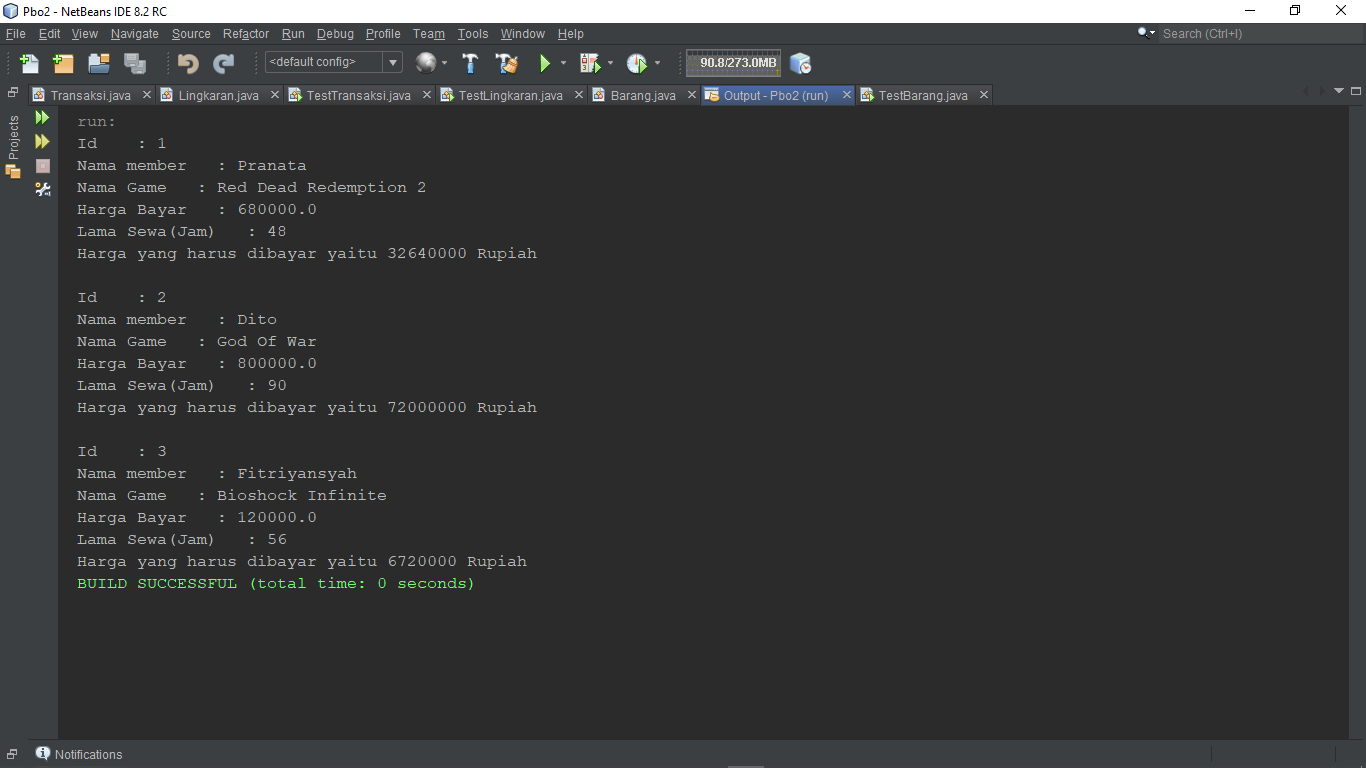 Pbo2 - NetBeans IDE 8.2 RC
File Edit View Navigate Source Refactor Run Debug Profile Team Tools Window Help
Search (Ctrl+I)
<default config>
90.8/273.0MB
Transaksi.java Lingkaran.java TestTransaksi.java TestLingkaran.java Barang.java Output - Pbo2 (run) TestBarang.java
Projects
run:
Id    : 1
Nama member   : Pranata
Nama Game   : Red Dead Redemption 2
Harga Bayar   : 680000.0
Lama Sewa(Jam)   : 48
Harga yang harus dibayar yaitu 32640000 Rupiah
Id    : 2
Nama member   : Dito
Nama Game   : God Of War
Harga Bayar   : 800000.0
Lama Sewa(Jam)   : 90
Harga yang harus dibayar yaitu 72000000 Rupiah
Id    : 3
Nama member   : Fitriyansyah
Nama Game   : Bioshock Infinite
Harga Bayar   : 120000.0
Lama Sewa(Jam)   : 56
Harga yang harus dibayar yaitu 6720000 Rupiah
BUILD SUCCESSFUL (total time: 0 seconds)
Notifications